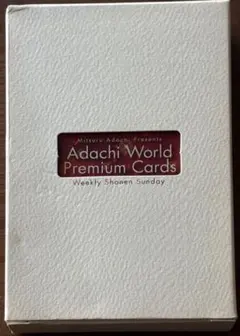 Mitsuru Adachi Presents
Adachi World
Premium Cards
Weekly Shonen Sunday